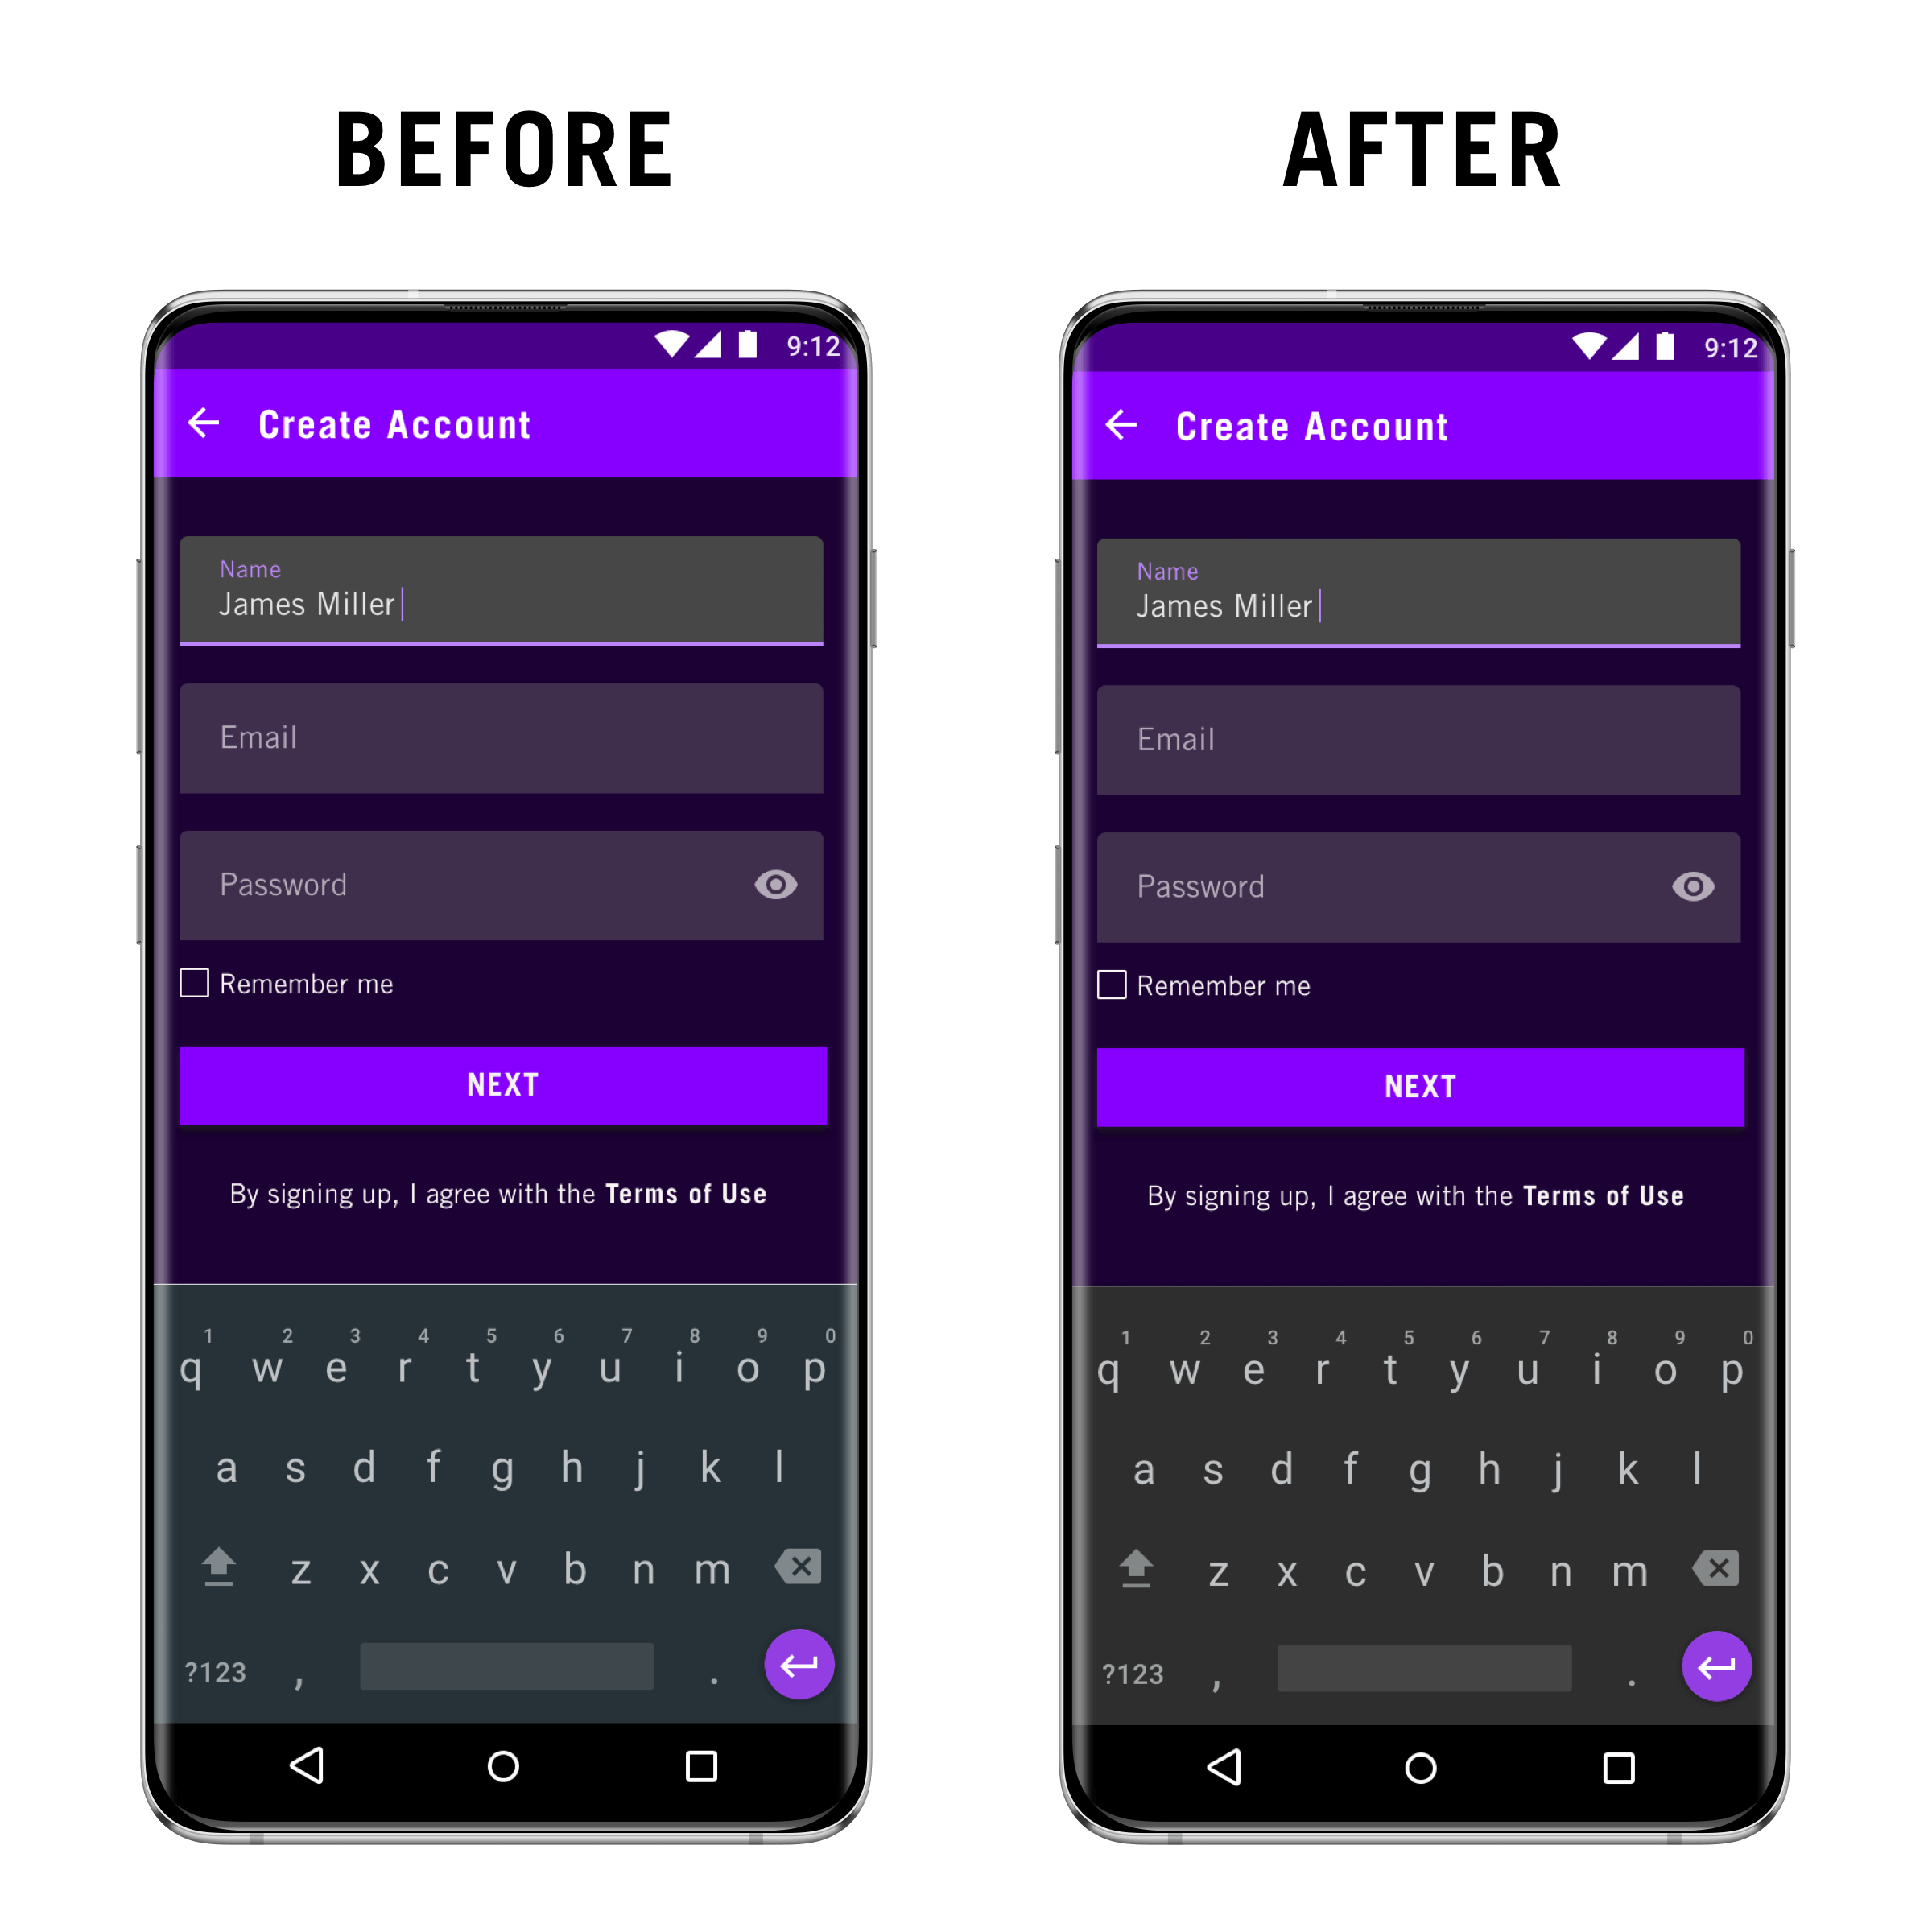 BEFORE
9:12
Create Account
Name
James Miller
Email
Password
Remember me
NEXT
By signing up, I agree with the Terms of Use
1 2 3 4 5 6 7 8 9 0
q w e r t y u i o p
a s d f g h j k l
z x c v b n m
?123 , .
AFTER
9:12
Create Account
Name
James Miller
Email
Password
Remember me
NEXT
By signing up, I agree with the Terms of Use
1 2 3 4 5 6 7 8 9 0
q w e r t y u i o p
a s d f g h j k l
z x c v b n m
?123 , .